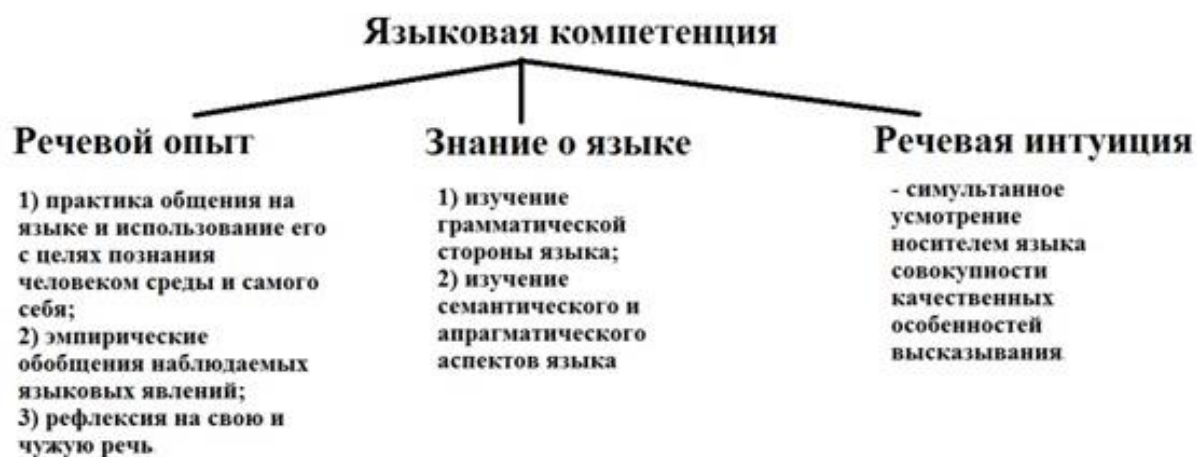 Языковая компетенция
Речевой опыт
1) практика общения на
языке и использование его
с целях познания
человеком среды и самого
себя;
2) эмпирические
обобщения наблюдаемых
языковых явлений;
3) рефлексия на свою и
чужую речь
Знание о языке
1) изучение
грамматической
стороны языка;
2) изучение
семантического и
апрагматического
аспектов языка
Речевая интуиция
- симультанное
усмотрение
носителем языка
совокупности
качественных
особенностей
высказывания